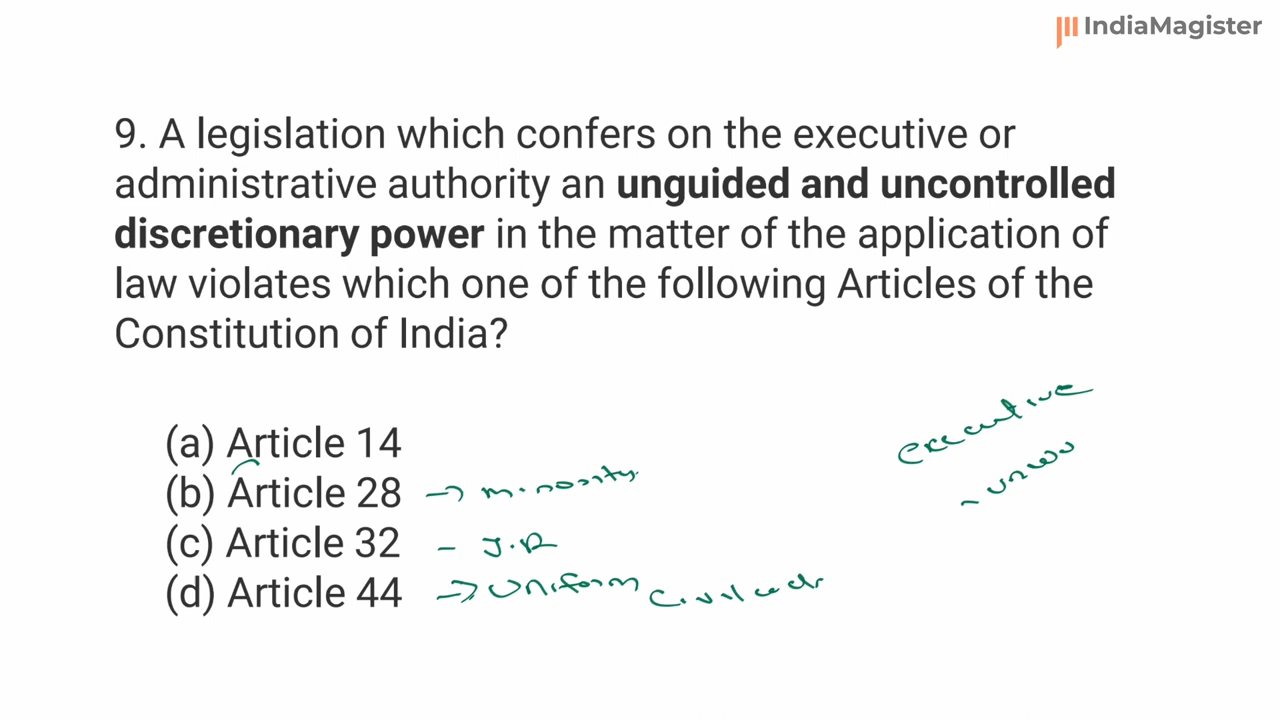 IndiaMagister
9. A legislation which confers on the executive or
administrative authority an unguided and uncontrolled
discretionary power in the matter of the application of
law violates which one of the following Articles of the
Constitution of India?
executive
(a) Article 14
(b) Article 28 → minority
(c) Article 32 - J.R
(d) Article 44 → uniform civil